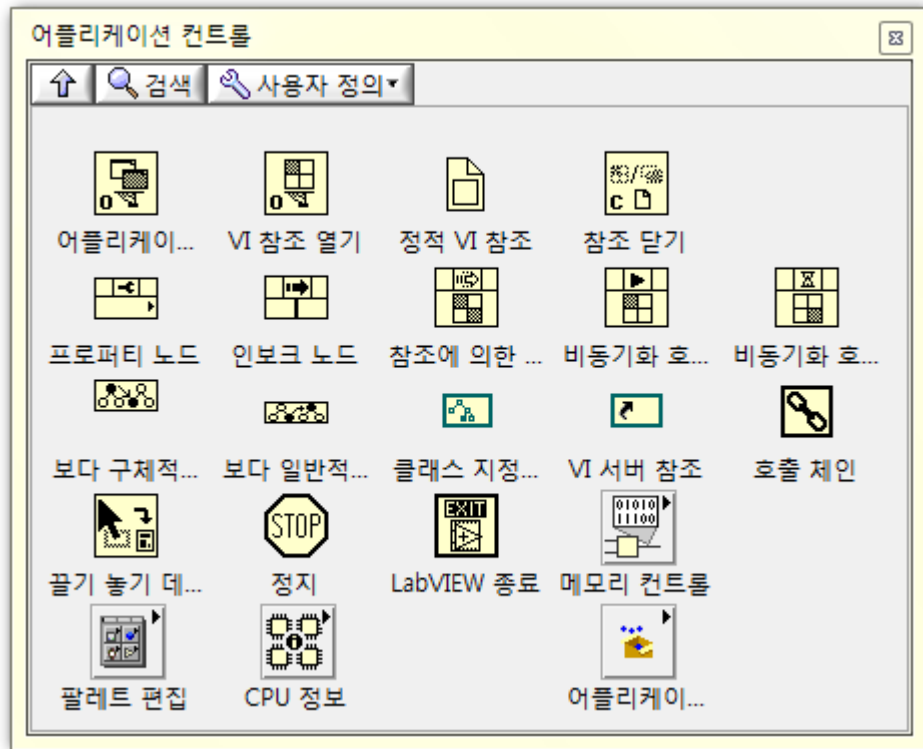 어플리케이션 컨트롤
검색 사용자 정의
어플리케이... VI 참조 열기 정적 VI 참조 참조 닫기
프로퍼티 노드 인보크 노드 참조에 의한 ... 비동기화 호... 비동기화 호...
보다 구체적... 보다 일반적... 클래스 지정... VI 서버 참조 호출 체인
끌기 놓기 데... 정지 LabVIEW 종료 메모리 컨트롤
팔레트 편집 CPU 정보 어플리케이...
O
O
C
STOP
EXIT
01010
11100